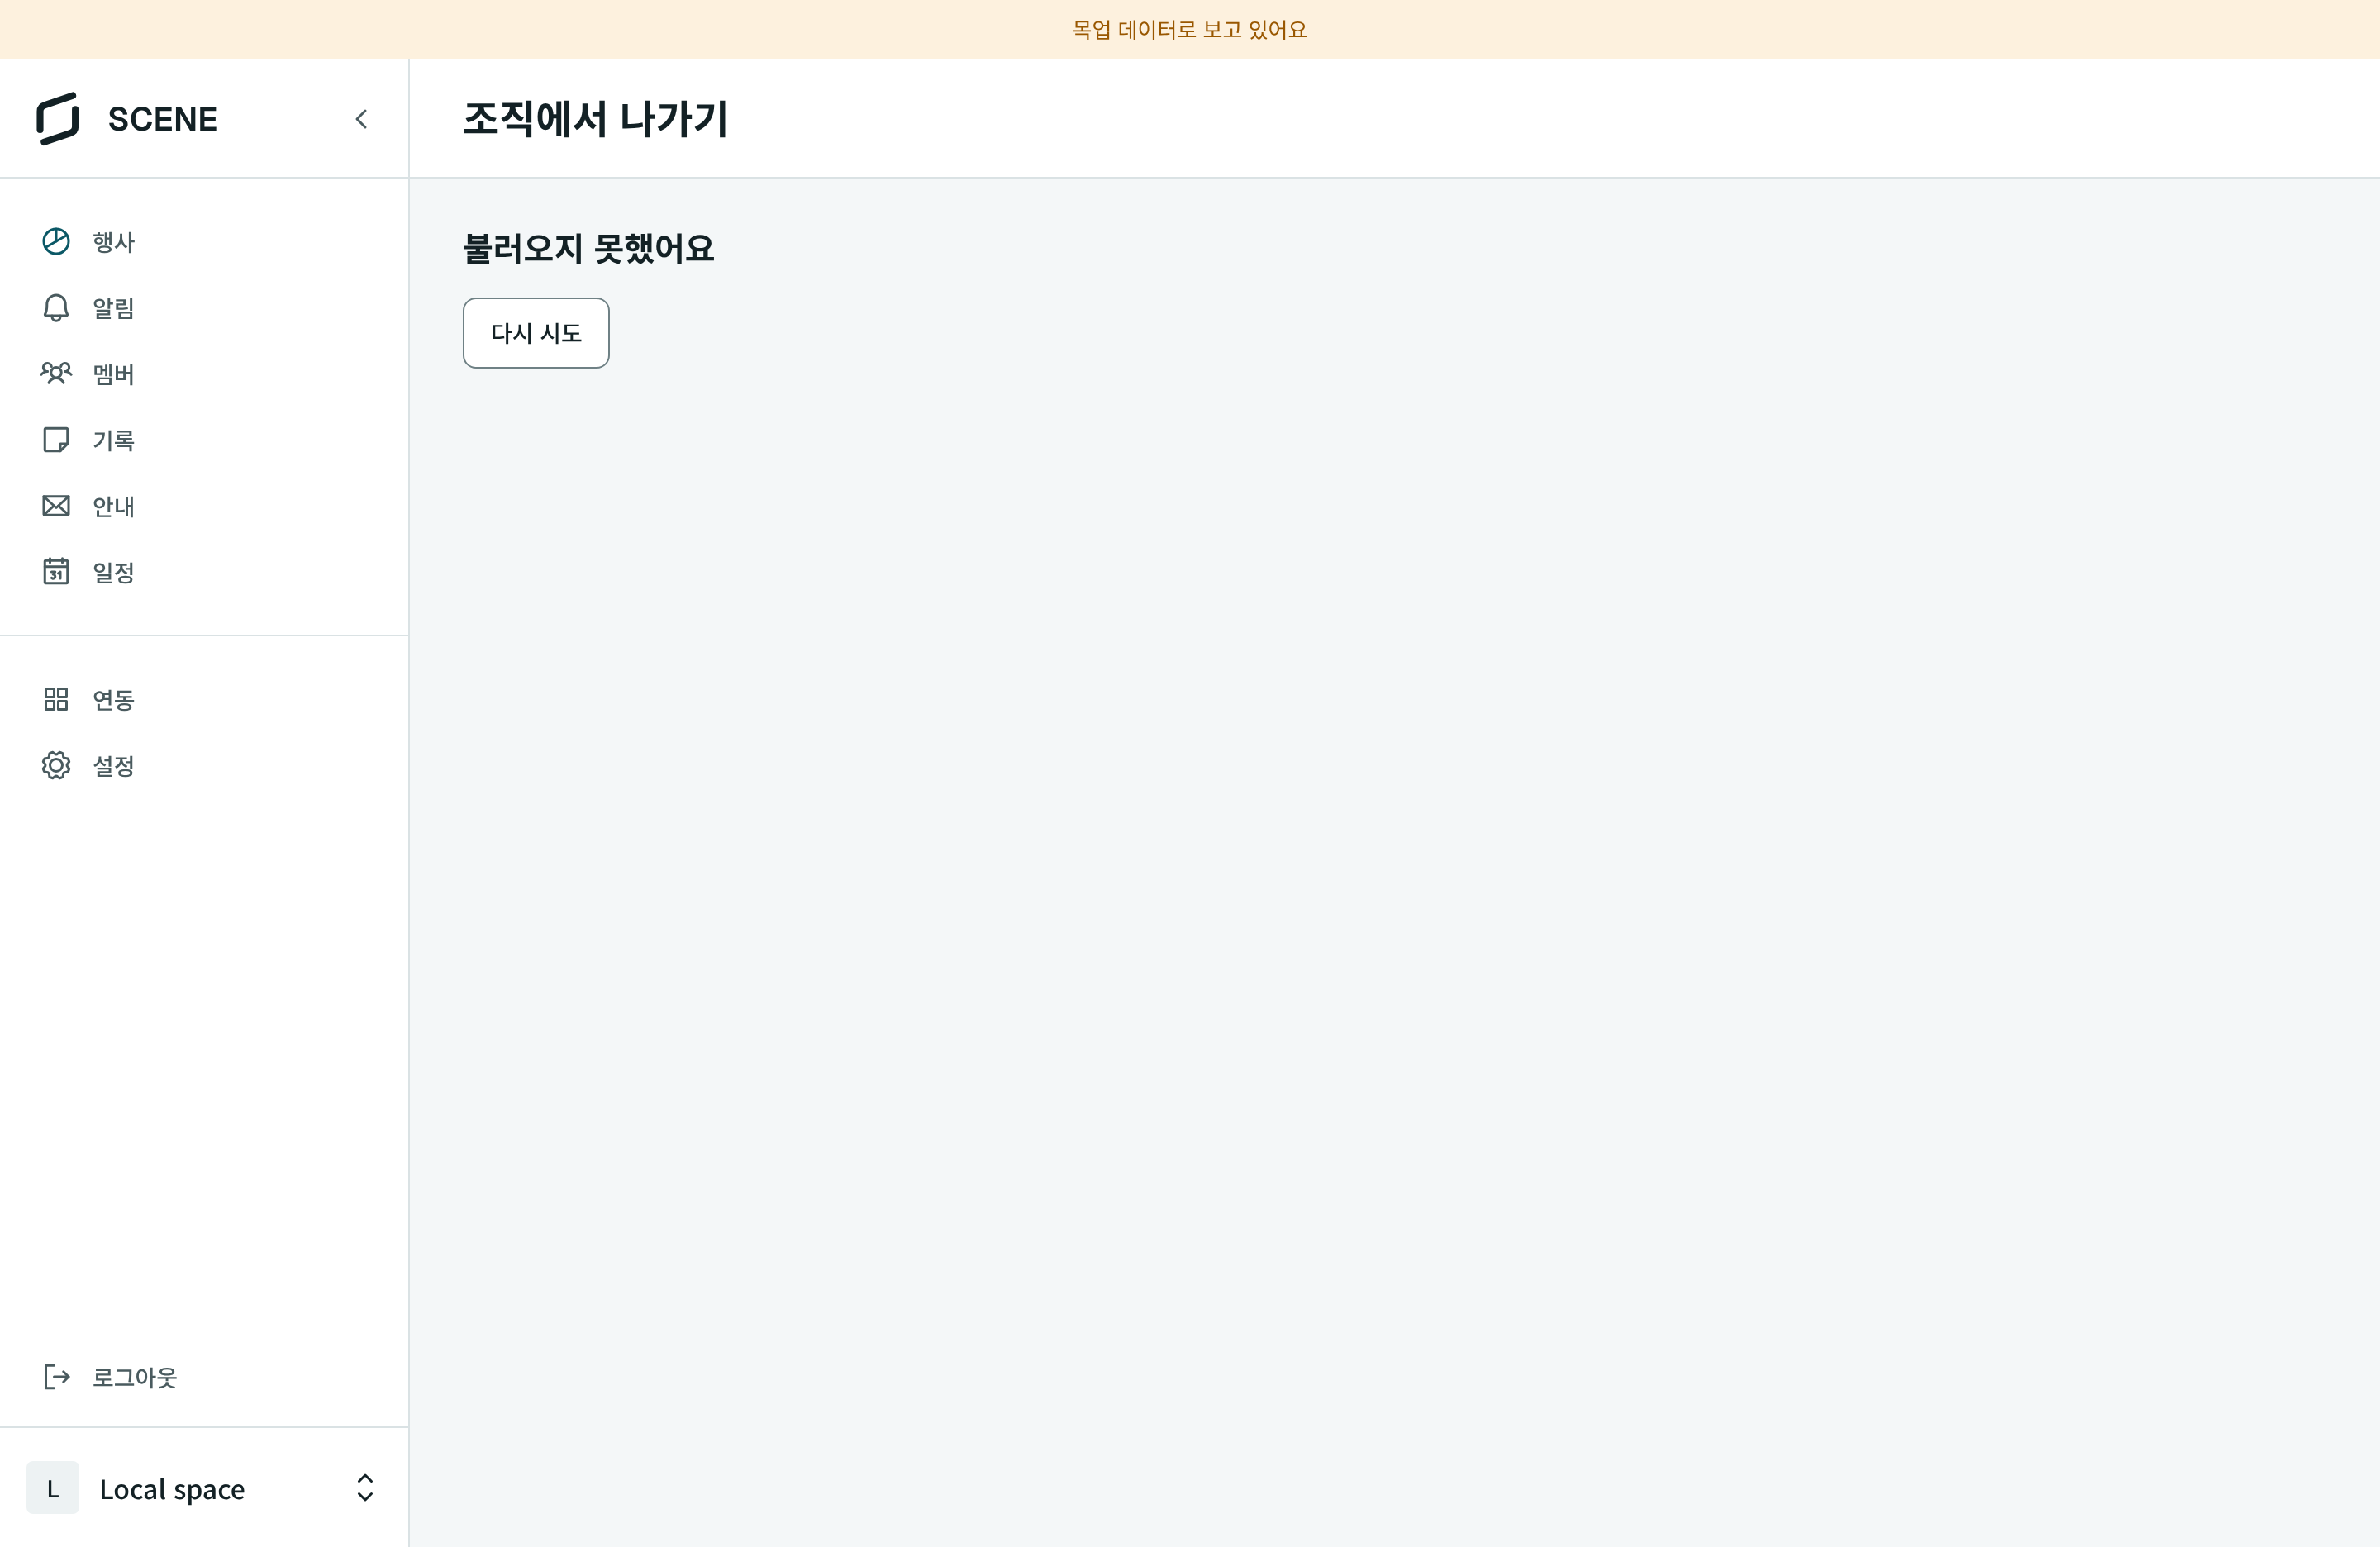 목업 데이터로 보고 있어요
SCENE
조직에서 나가기
행사
알림
멤버
기록
안내
31
일정
연동
설정
불러오지 못했어요
다시 시도
로그아웃
L
Local space